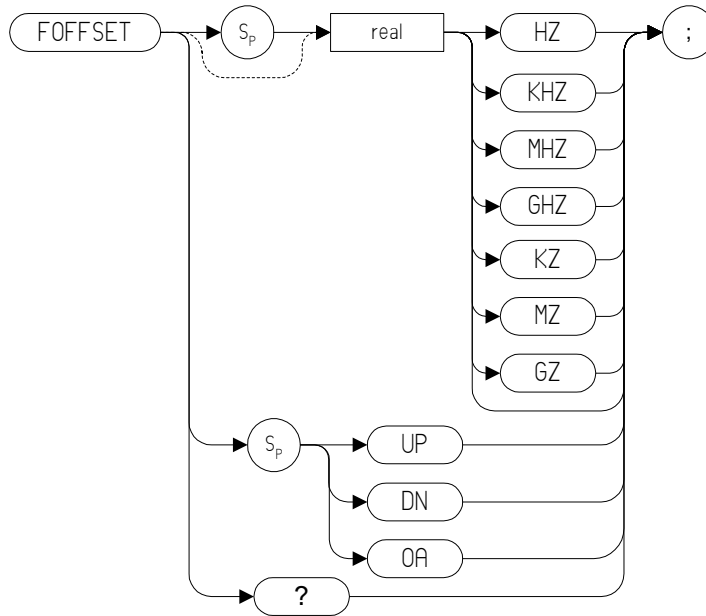 FOFFSET Sp real HZ ;
KHZ
MHZ
GHZ
KZ
MZ
GZ
Sp UP
DN
OA
?